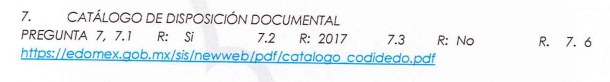 7. CATÁLOGO DE DISPOSICIÓN DOCUMENTAL
PREGUNTA 7, 7.1 R: Si 7.2 R: 2017 7.3 R: No R. 7. 6
https://edomex.gob.mx/sis/newweb/pdf/catalogo_codidedo.pdf